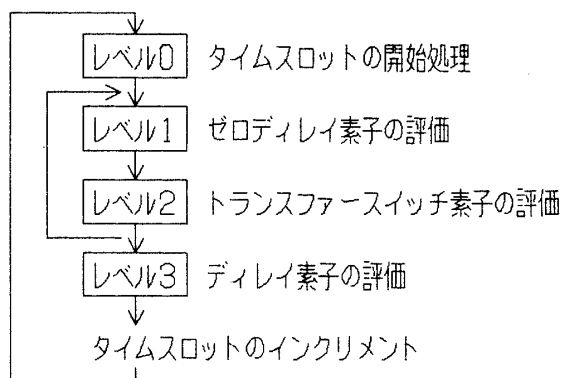 レベル0 タイムスロットの開始処理
レベル1 ゼロディレイ素子の評価
レベル2 トランスファースイッチ素子の評価
レベル3 ディレイ素子の評価
タイムスロットのインクリメント